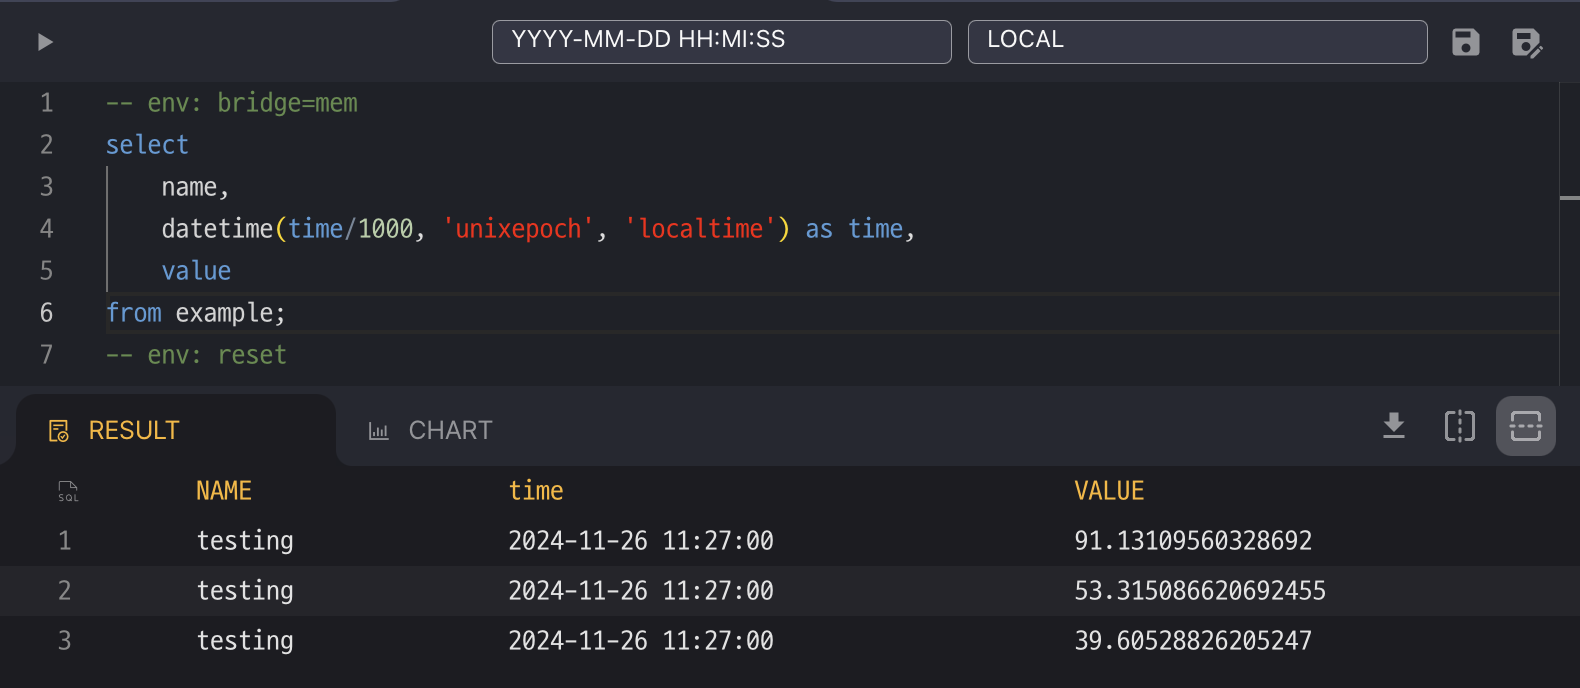 YYYY-MM-DD HH:MI:SS LOCAL
1 -- env: bridge=mem
2 select
3 name,
4 datetime(time/1000, 'unixepoch', 'localtime') as time,
5 value
6 from example;
7 -- env: reset
RESULT CHART
SQL NAME time VALUE
1 testing 2024-11-26 11:27:00 91.13109560328692
2 testing 2024-11-26 11:27:00 53.315086620692455
3 testing 2024-11-26 11:27:00 39.60528826205247